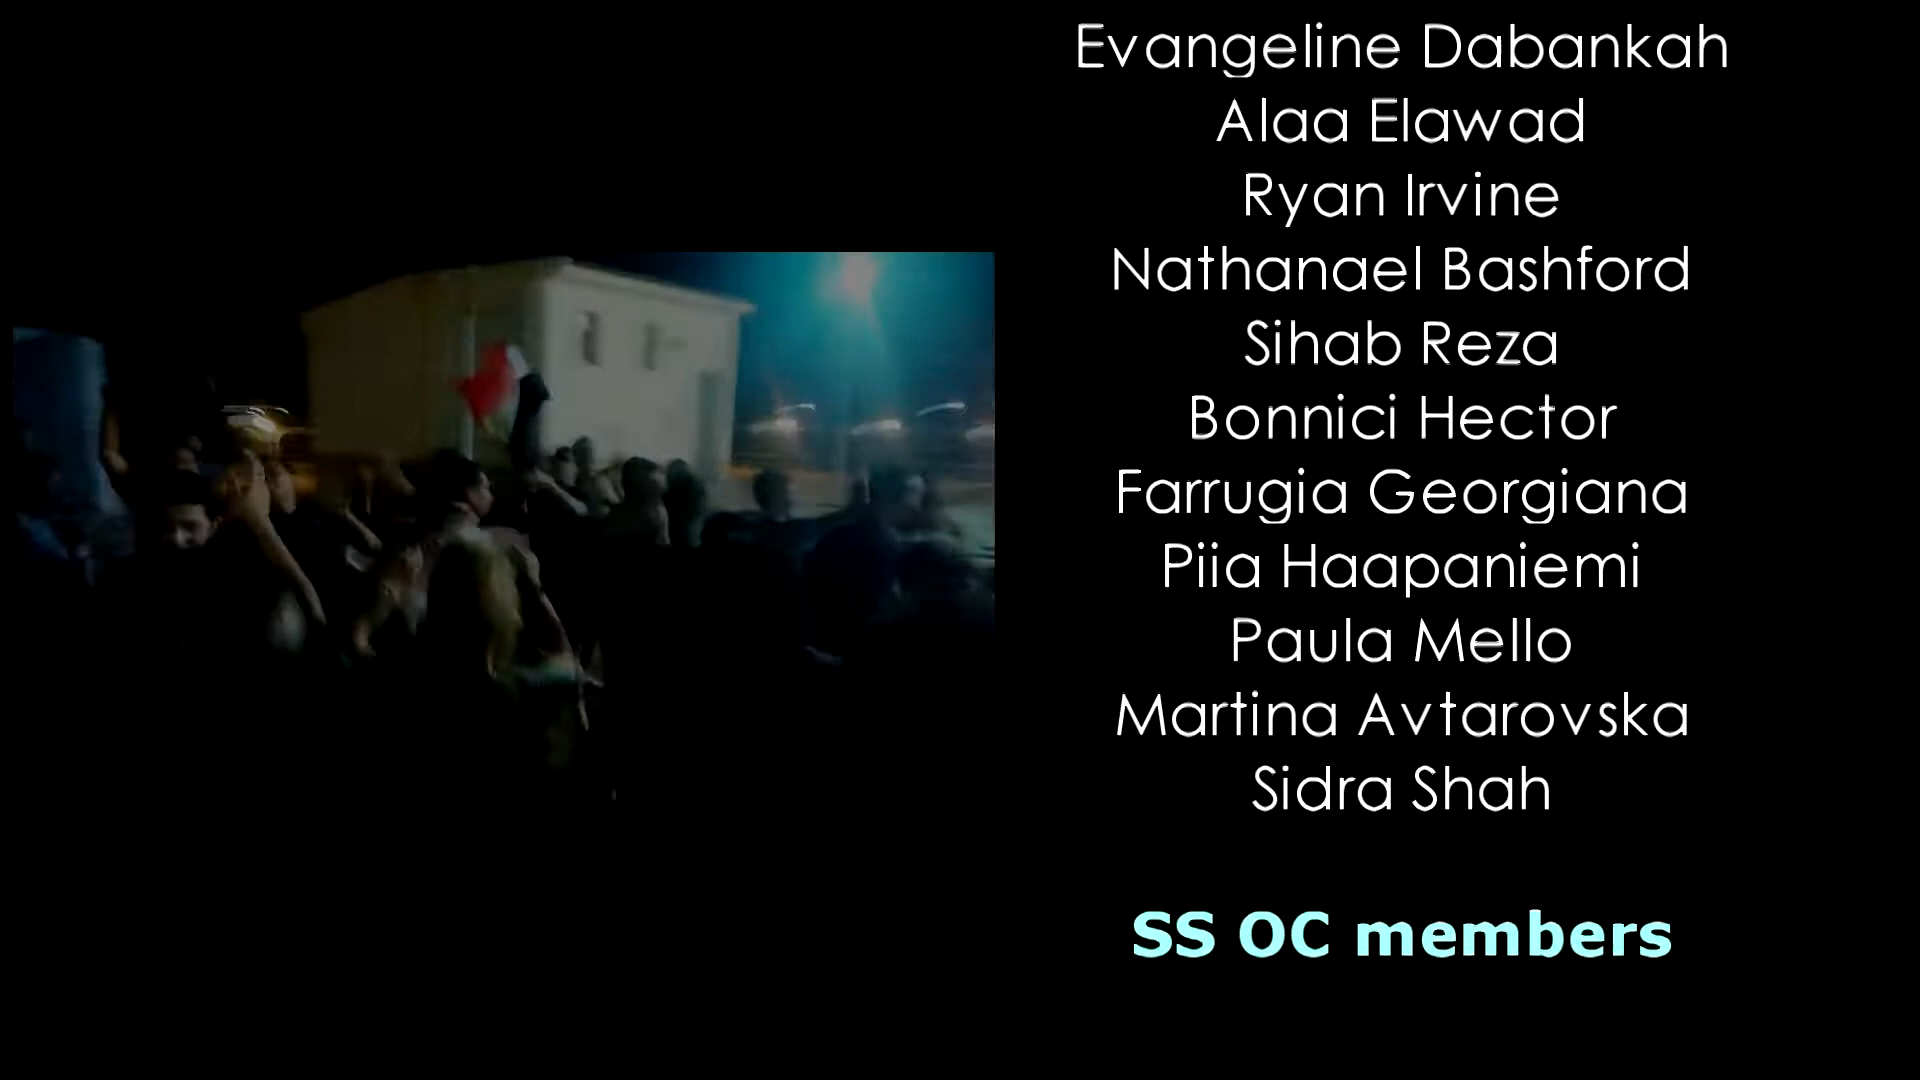 Evangeline Dabankah
Alaa Elawad
Ryan Irvine
Nathanael Bashford
Sihab Reza
Bonnici Hector
Farrugia Georgiana
Piia Haapaniemi
Paula Mello
Martina Avtarovska
Sidra Shah
SS OC members